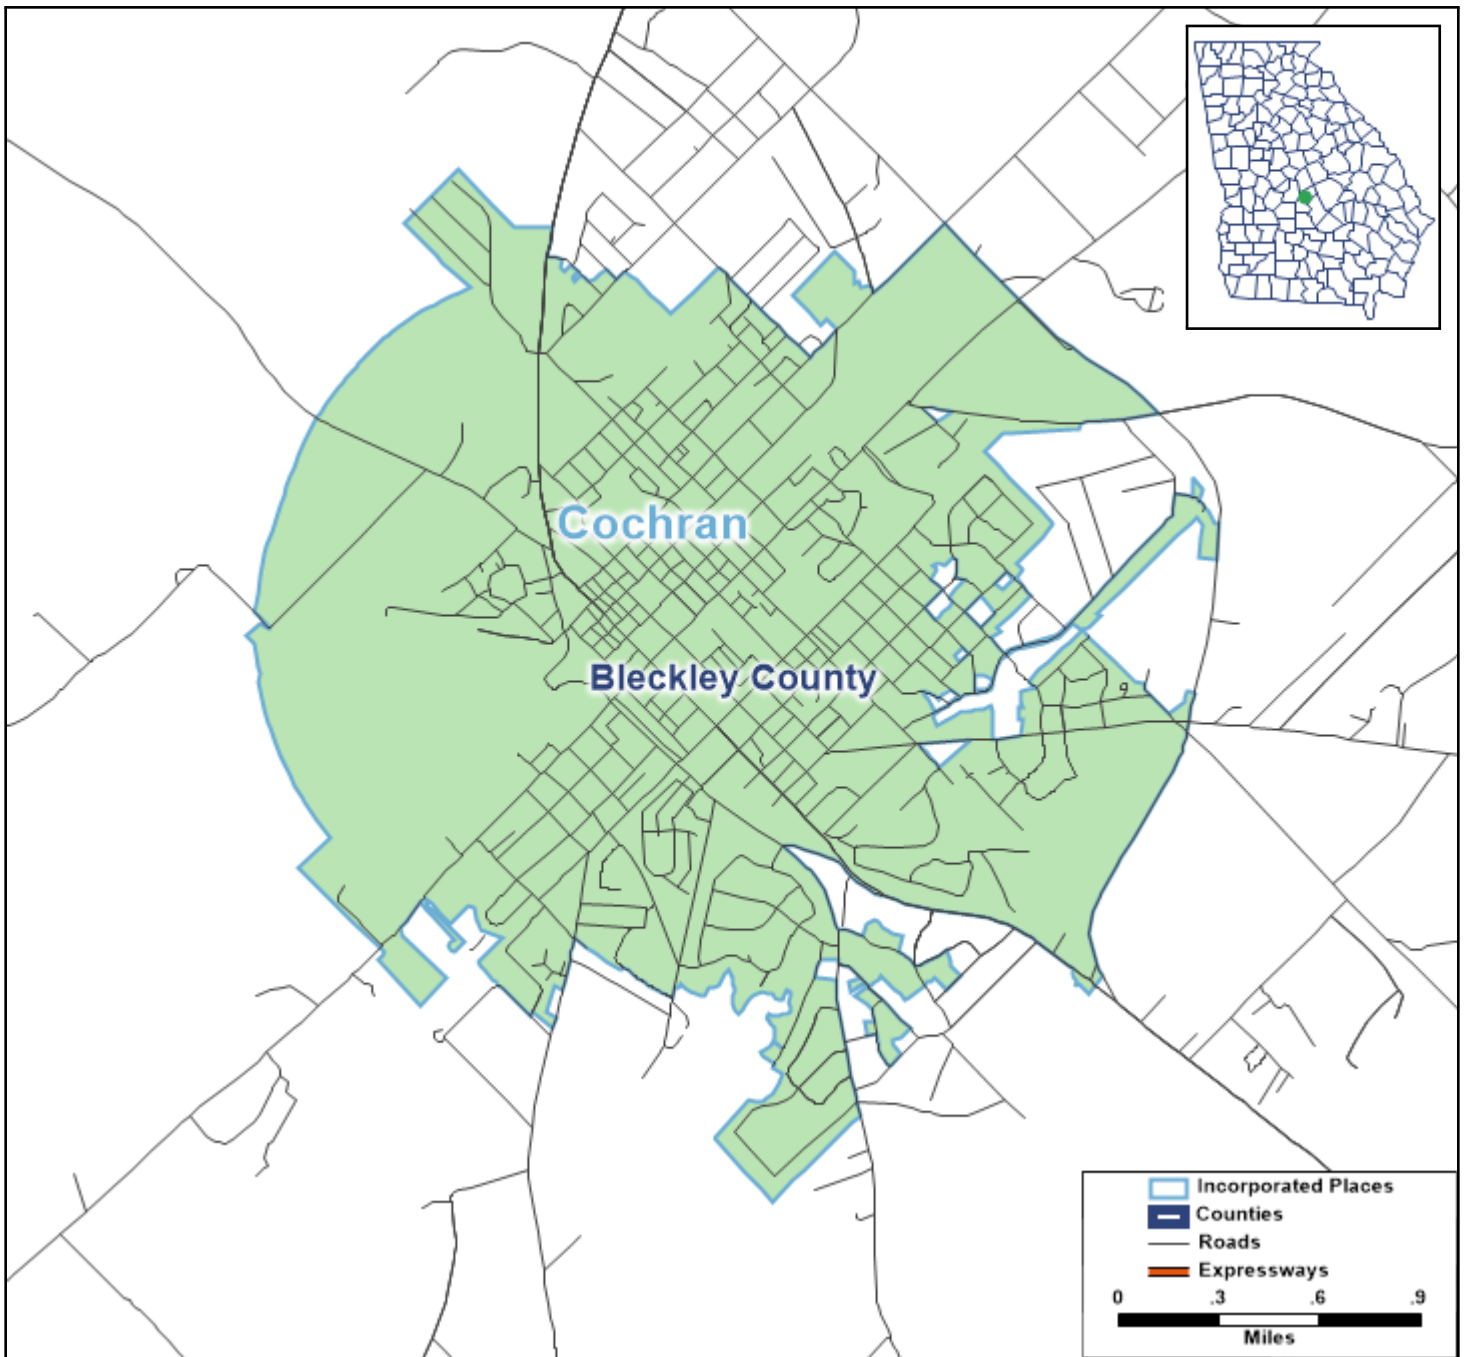 Cochran
Bleckley County
Incorporated Places
Counties
Roads
Expressways
0 .3 .6 .9
Miles